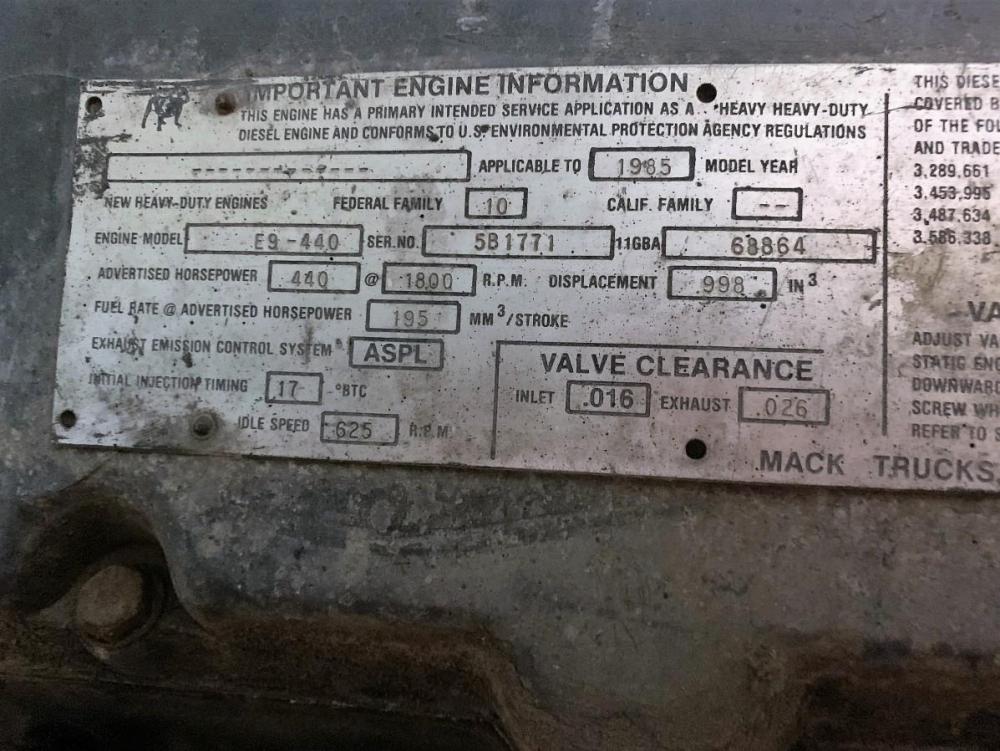 IMPORTANT ENGINE INFORMATION
THIS ENGINE HAS A PRIMARY INTENDED SERVICE APPLICATION AS A HEAVY HEAVY-DUTY
DIESEL ENGINE AND CONFORMS TO U.S. ENVIRONMENTAL PROTECTION AGENCY REGULATIONS
------------ APPLICABLE TO 1985 MODEL YEAR
NEW HEAVY-DUTY ENGINES FEDERAL FAMILY 10 CALIF. FAMILY --
ENGINE MODEL E9-440 SER.NO. 5B1771 11GBA 68864
ADVERTISED HORSEPOWER 440 @ 1800 R.P.M. DISPLACEMENT 998 IN3
FUEL RATE @ ADVERTISED HORSEPOWER 195 MM3/STROKE
EXHAUST EMISSION CONTROL SYSTEM ASPL
INITIAL INJECTION TIMING 17 °BTC
IDLE SPEED 625 R.P.M
VALVE CLEARANCE
INLET .016 EXHAUST .026
MACK TRUCKS
THIS DIESE
COVERED B
OF THE FOL
AND TRADE
3,289,661
3,453,995
3,487,634
3,586,338
VA
ADJUST VA
STATIC ENG
DOWNWARD
SCREW WH
REFER TO S